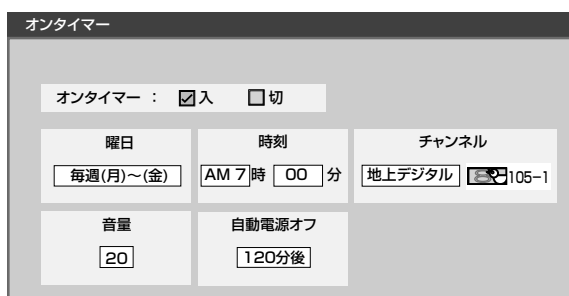 オンタイマー
オンタイマー : 入 切
曜日 時刻 チャンネル
毎週(月)～(金) AM 7 時 00 分 地上デジタル 105-1
音量 自動電源オフ
20 120分後